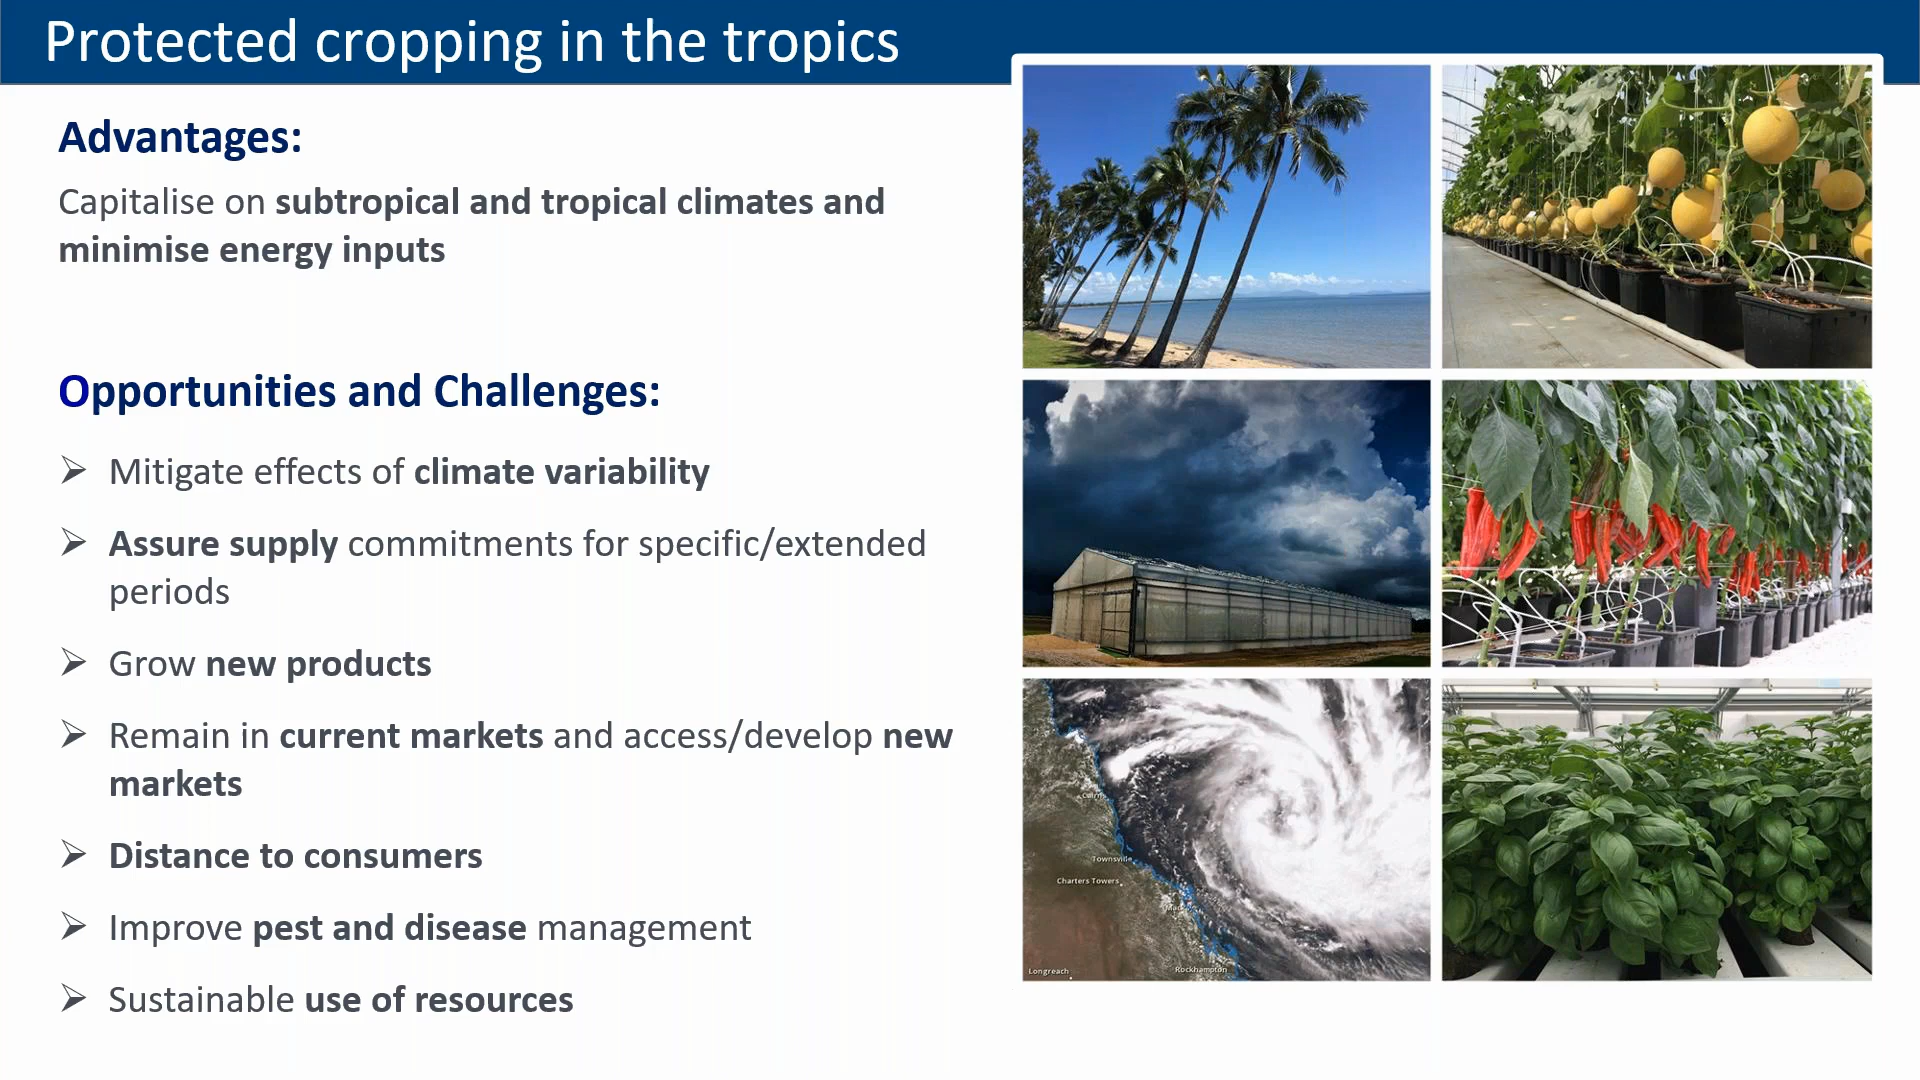 Protected cropping in the tropics
Advantages:
Capitalise on subtropical and tropical climates and
minimise energy inputs
Opportunities and Challenges:
➢ Mitigate effects of climate variability
➢ Assure supply commitments for specific/extended
periods
➢ Grow new products
➢ Remain in current markets and access/develop new
markets
➢ Distance to consumers
➢ Improve pest and disease management
➢ Sustainable use of resources
Cairns
Townsville
Charters Towers
Longreach
Rockhampton